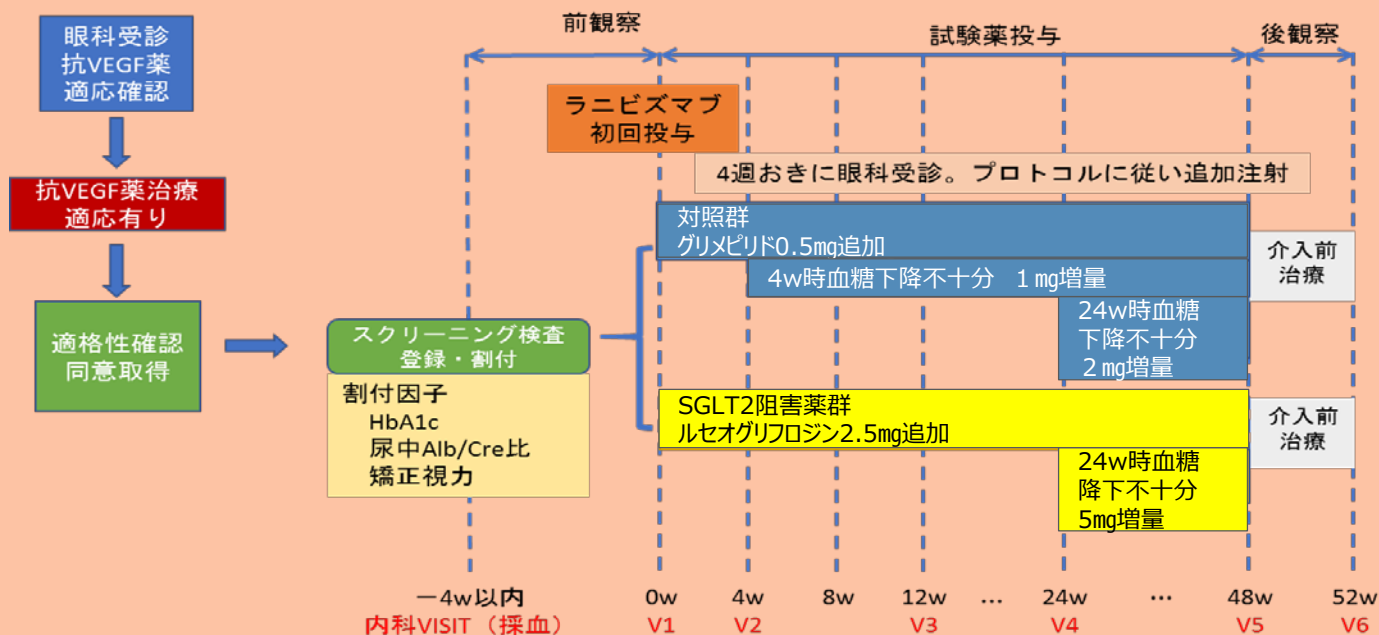 眼科受診
抗VEGF薬
適応確認
抗VEGF薬治療
適応有り
適格性確認
同意取得
前観察
試験薬投与
後観察
ラニビズマブ
初回投与
4週おきに眼科受診。プロトコルに従い追加注射
対照群
グリメピリド0.5mg追加
4w時血糖下降不十分 1㎎増量
24w時血糖
下降不十分
2㎎増量
介入前
治療
スクリーニング検査
登録・割付
割付因子
HbA1c
尿中Alb/Cre比
矯正視力
SGLT2阻害薬群
ルセオグリフロジン2.5mg追加
24w時血糖
降下不十分
5㎎増量
介入前
治療
－4w以内 0w 4w 8w 12w … 24w … 48w 52w
内科VISIT（採血） V1 V2 V3 V4 V5 V6